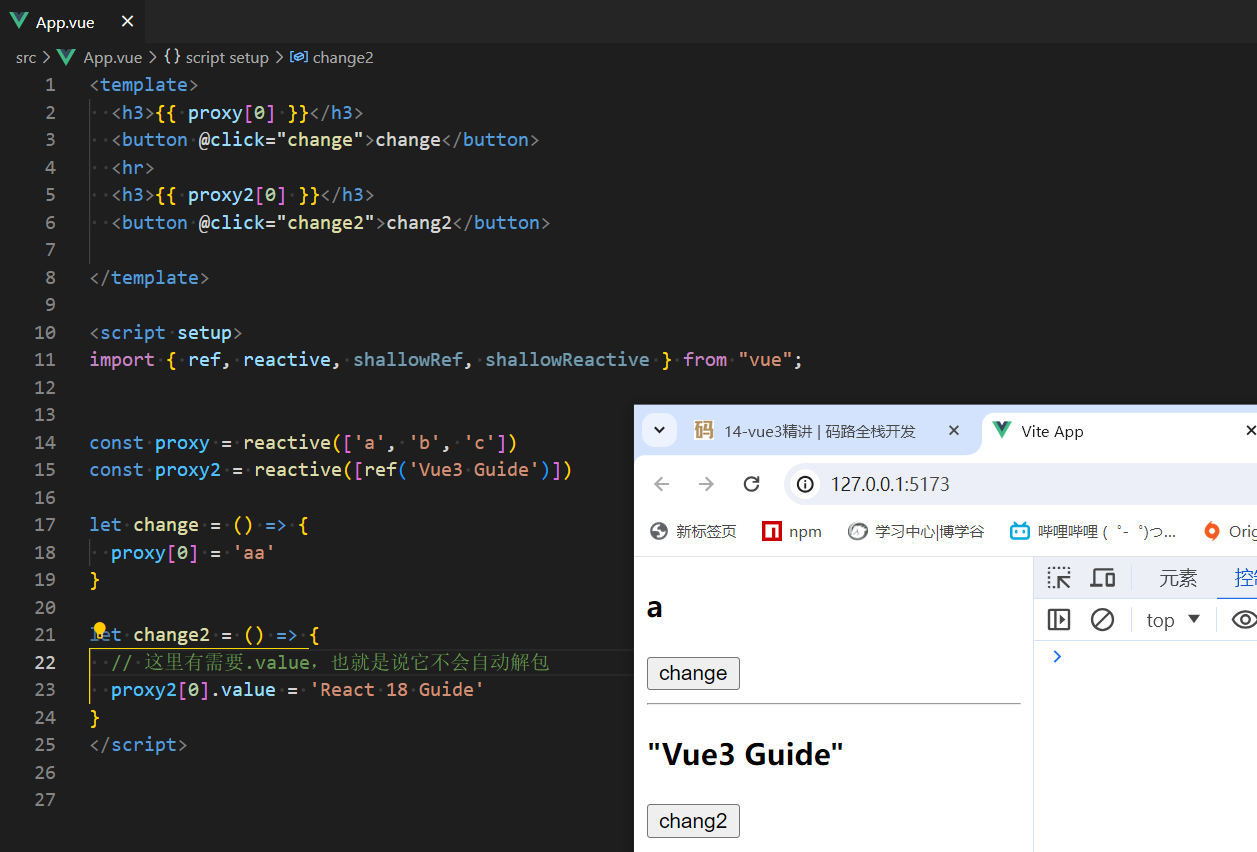 App.vue
src > App.vue > {} script setup > change2
1 <template>
2 <h3>{{ proxy[0] }}</h3>
3 <button @click="change">change</button>
4 <hr>
5 <h3>{{ proxy2[0] }}</h3>
6 <button @click="change2">chang2</button>
7
8 </template>
9
10 <script setup>
11 import { ref, reactive, shallowRef, shallowReactive } from "vue";
12
13
14 const proxy = reactive(['a', 'b', 'c'])
15 const proxy2 = reactive([ref('Vue3 Guide')])
16
17 let change = () => {
18 proxy[0] = 'aa'
19 }
20
21 let change2 = () => {
22 // 这里有需要.value，也就是说它不会自动解包
23 proxy2[0].value = 'React 18 Guide'
24 }
25 </script>
26
27
码 14-vue3精讲 | 码路全栈开发
Vite App
127.0.0.1:5173
新标签页 npm 学习中心|博学谷 哔哩哔哩 ( ゜- ゜)つ... Orig
a
change
"Vue3 Guide"
chang2
元素 控制
top